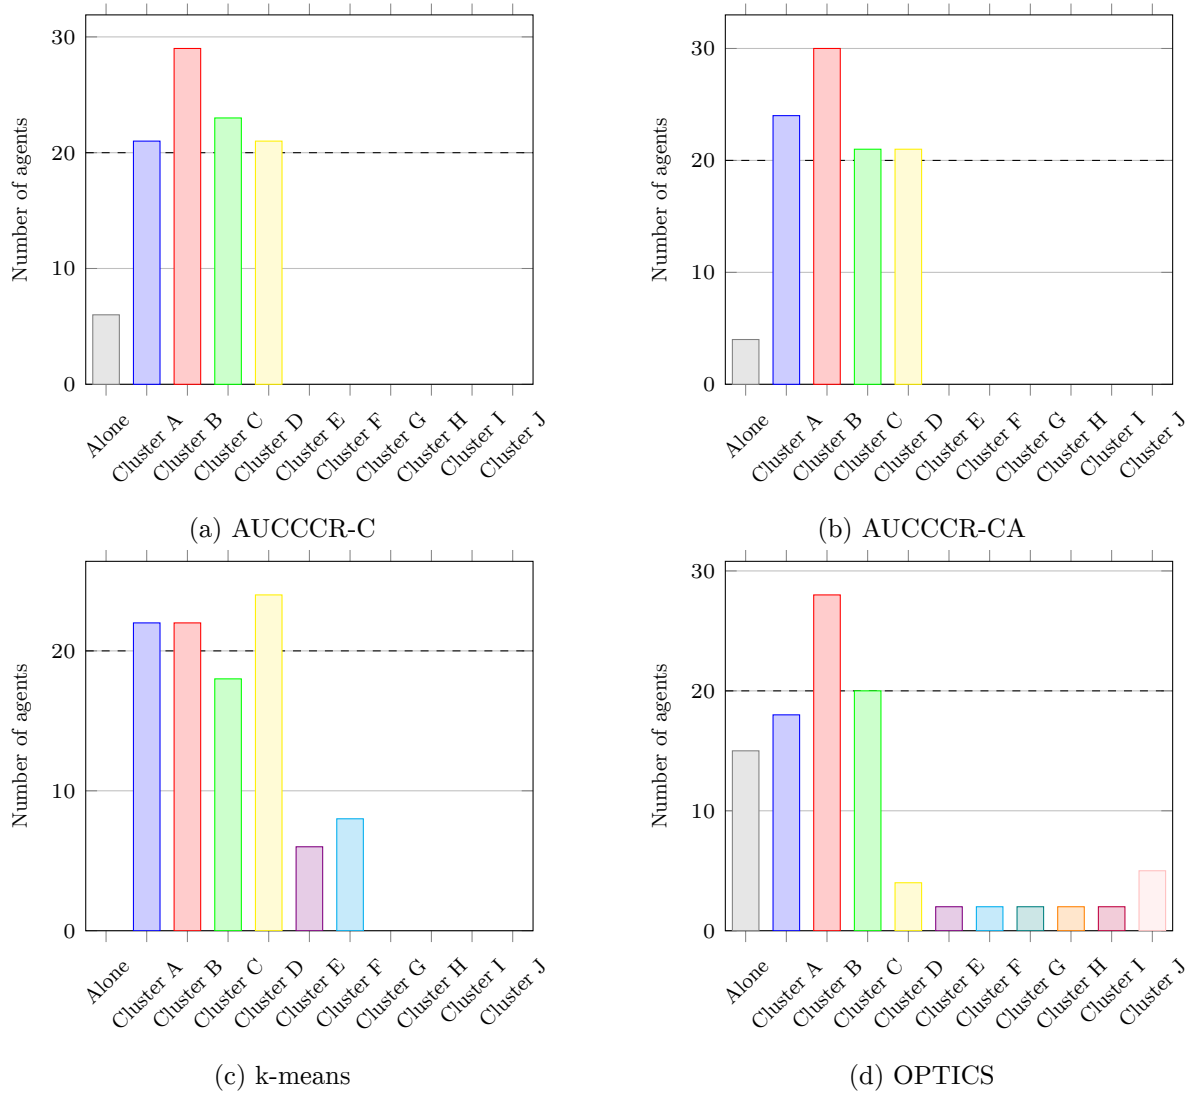 30
20
10
0
Number of agents
Alone
Cluster A
Cluster B
Cluster C
Cluster D
Cluster E
Cluster F
Cluster G
Cluster H
Cluster I
Cluster J
(a) AUCCCR-C
30
20
10
0
Number of agents
Alone
Cluster A
Cluster B
Cluster C
Cluster D
Cluster E
Cluster F
Cluster G
Cluster H
Cluster I
Cluster J
(b) AUCCCR-CA
20
10
0
Number of agents
Alone
Cluster A
Cluster B
Cluster C
Cluster D
Cluster E
Cluster F
Cluster G
Cluster H
Cluster I
Cluster J
(c) k-means
30
20
10
0
Number of agents
Alone
Cluster A
Cluster B
Cluster C
Cluster D
Cluster E
Cluster F
Cluster G
Cluster H
Cluster I
Cluster J
(d) OPTICS